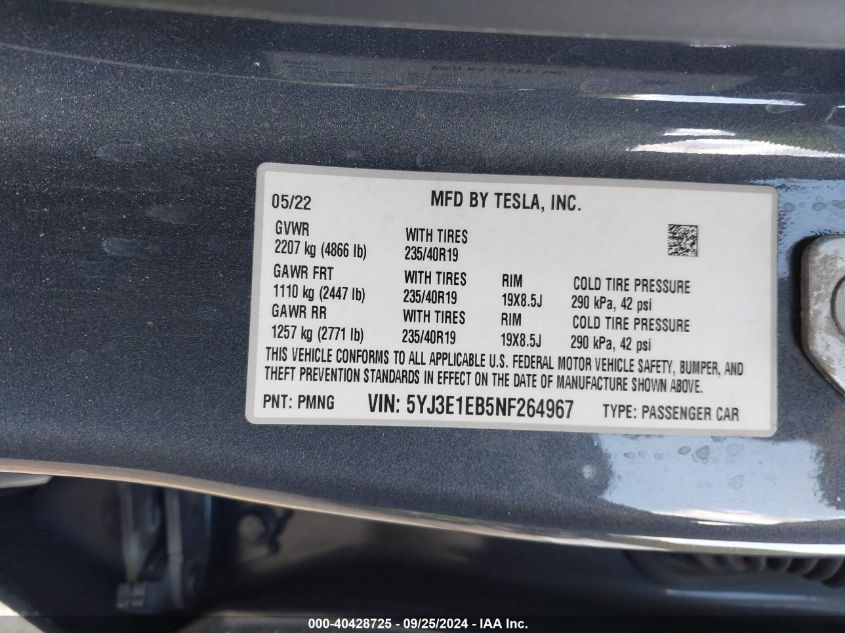 05/22 MFD BY TESLA, INC.
GVWR WITH TIRES
2207 kg (4866 lb) 235/40R19
GAWR FRT WITH TIRES RIM COLD TIRE PRESSURE
1110 kg (2447 lb) 235/40R19 19X8.5J 290 kPa, 42 psi
GAWR RR WITH TIRES RIM COLD TIRE PRESSURE
1257 kg (2771 lb) 235/40R19 19X8.5J 290 kPa, 42 psi
THIS VEHICLE CONFORMS TO ALL APPLICABLE U.S. FEDERAL MOTOR VEHICLE SAFETY, BUMPER, AND
THEFT PREVENTION STANDARDS IN EFFECT ON THE DATE OF MANUFACTURE SHOWN ABOVE.
PNT: PMNG VIN: 5YJ3E1EB5NF264967 TYPE: PASSENGER CAR
000-40428725 - 09/25/2024 - IAA Inc.